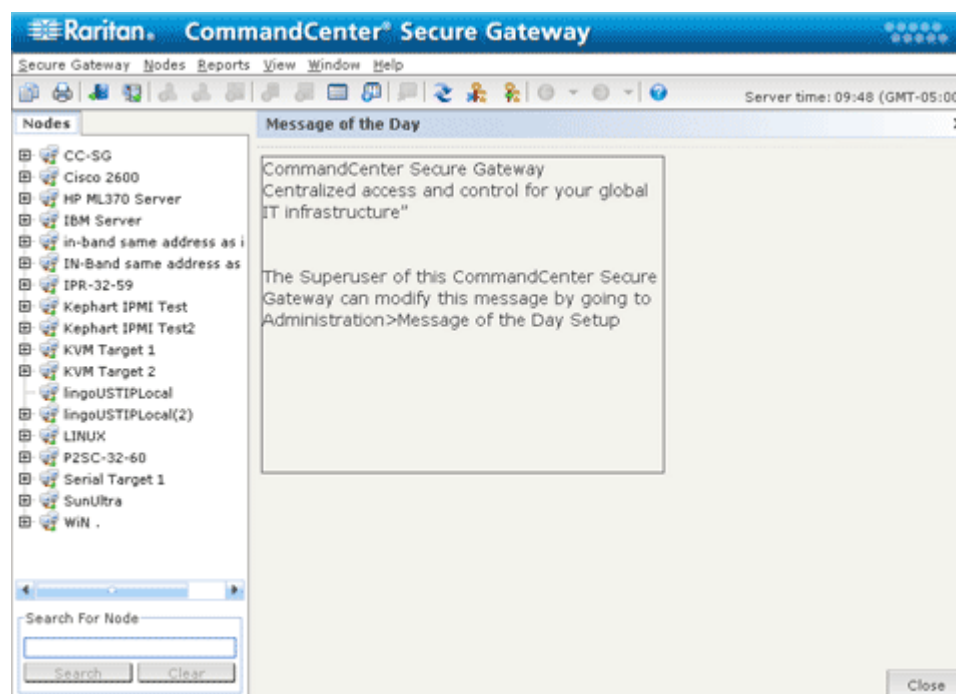 Raritan. CommandCenter® Secure Gateway
Secure Gateway Nodes Reports View Window Help
Server time: 09:48 (GMT-05:00
Nodes
CC-SG
Cisco 2600
HP ML370 Server
IBM Server
in-band same address as i
IN-Band same address as
IPR-32-59
Kephart IPMI Test
Kephart IPMI Test2
KVM Target 1
KVM Target 2
lingoUSTIPLocal
lingoUSTIPLocal(2)
LINUX
P2SC-32-60
Serial Target 1
SunUltra
WiN .
Search For Node
Search Clear
Message of the Day
CommandCenter Secure Gateway
Centralized access and control for your global
IT infrastructure"
The Superuser of this CommandCenter Secure
Gateway can modify this message by going to
Administration>Message of the Day Setup
Close